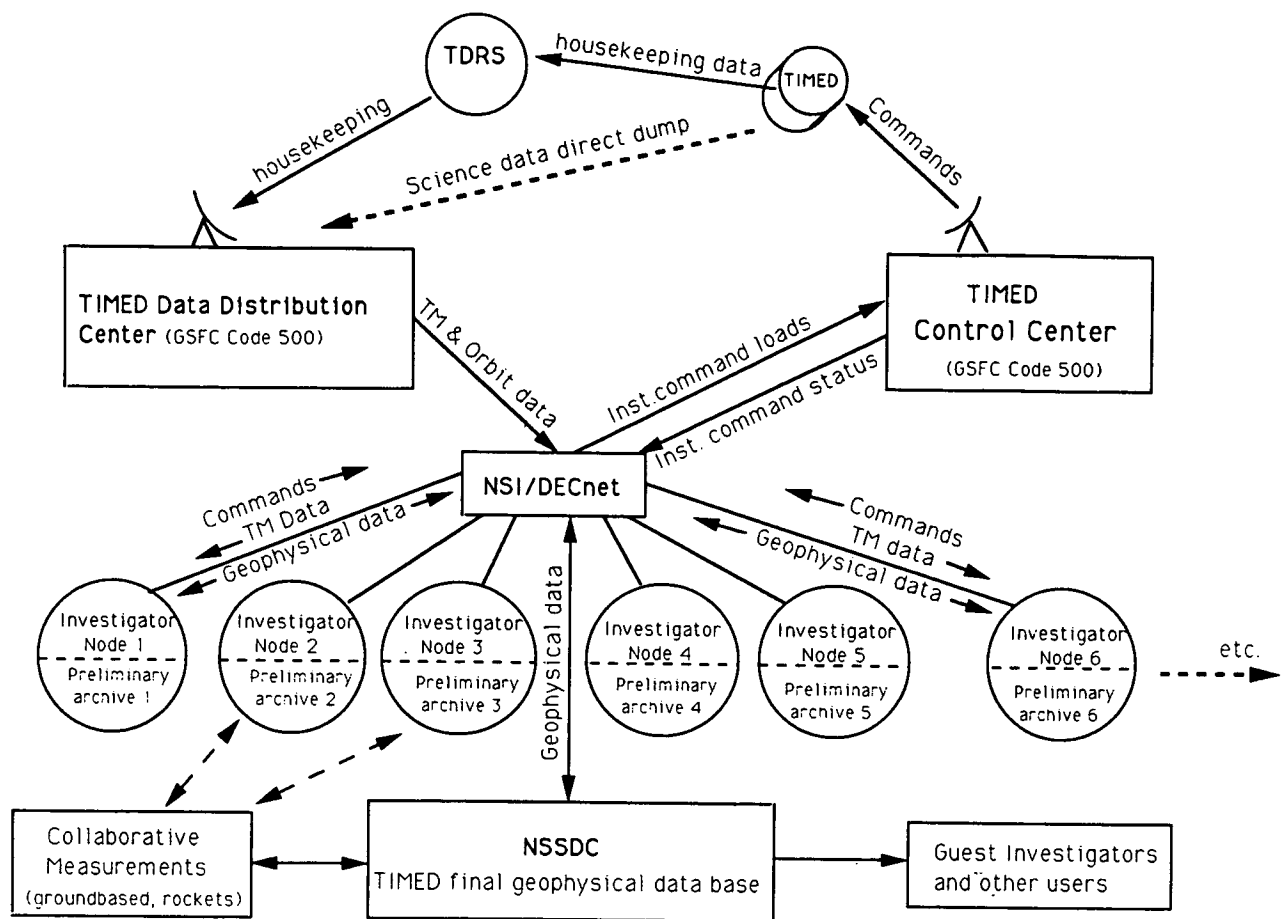 TDRS
housekeeping data
TIMED
Commands
housekeeping
Science data direct dump
TIMED Data Distribution
Center (GSFC Code 500)
TIMED
Control Center
(GSFC Code 500)
TM & Orbit data
Inst.command loads
Inst. command status
NSI/DECnet
Commands
TM Data
Geophysical data
Commands
TM data
Geophysical data
Geophysical data
Investigator
Node 1
Preliminary
archive 1
Investigator
Node 2
Preliminary
archive 2
Investigator
Node 3
Preliminary
archive 3
Investigator
Node 4
Preliminary
archive 4
Investigator
Node 5
Preliminary
archive 5
Investigator
Node 6
Preliminary
archive 6
etc.
Collaborative
Measurements
(groundbased, rockets)
NSSDC
TIMED final geophysical data base
Guest Investigators
and other users